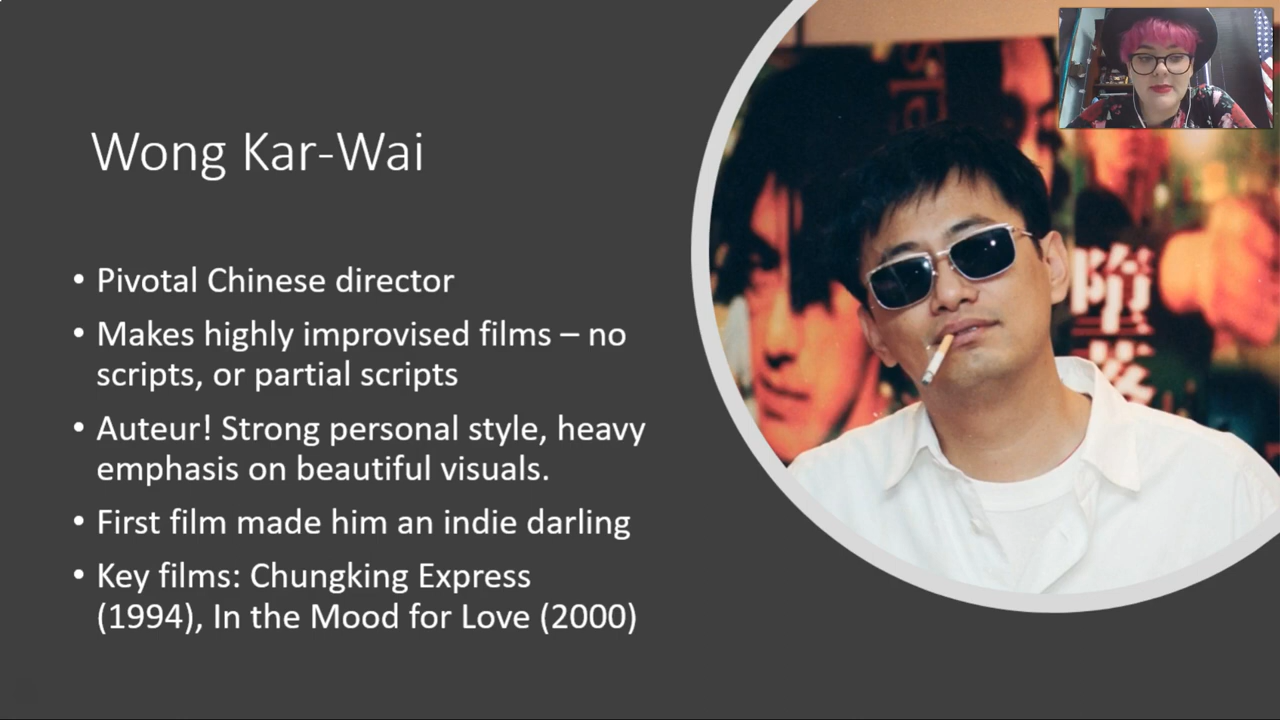 Wong Kar-Wai
• Pivotal Chinese director
• Makes highly improvised films – no
scripts, or partial scripts
• Auteur! Strong personal style, heavy
emphasis on beautiful visuals.
• First film made him an indie darling
• Key films: Chungking Express
(1994), In the Mood for Love (2000)
els
墮